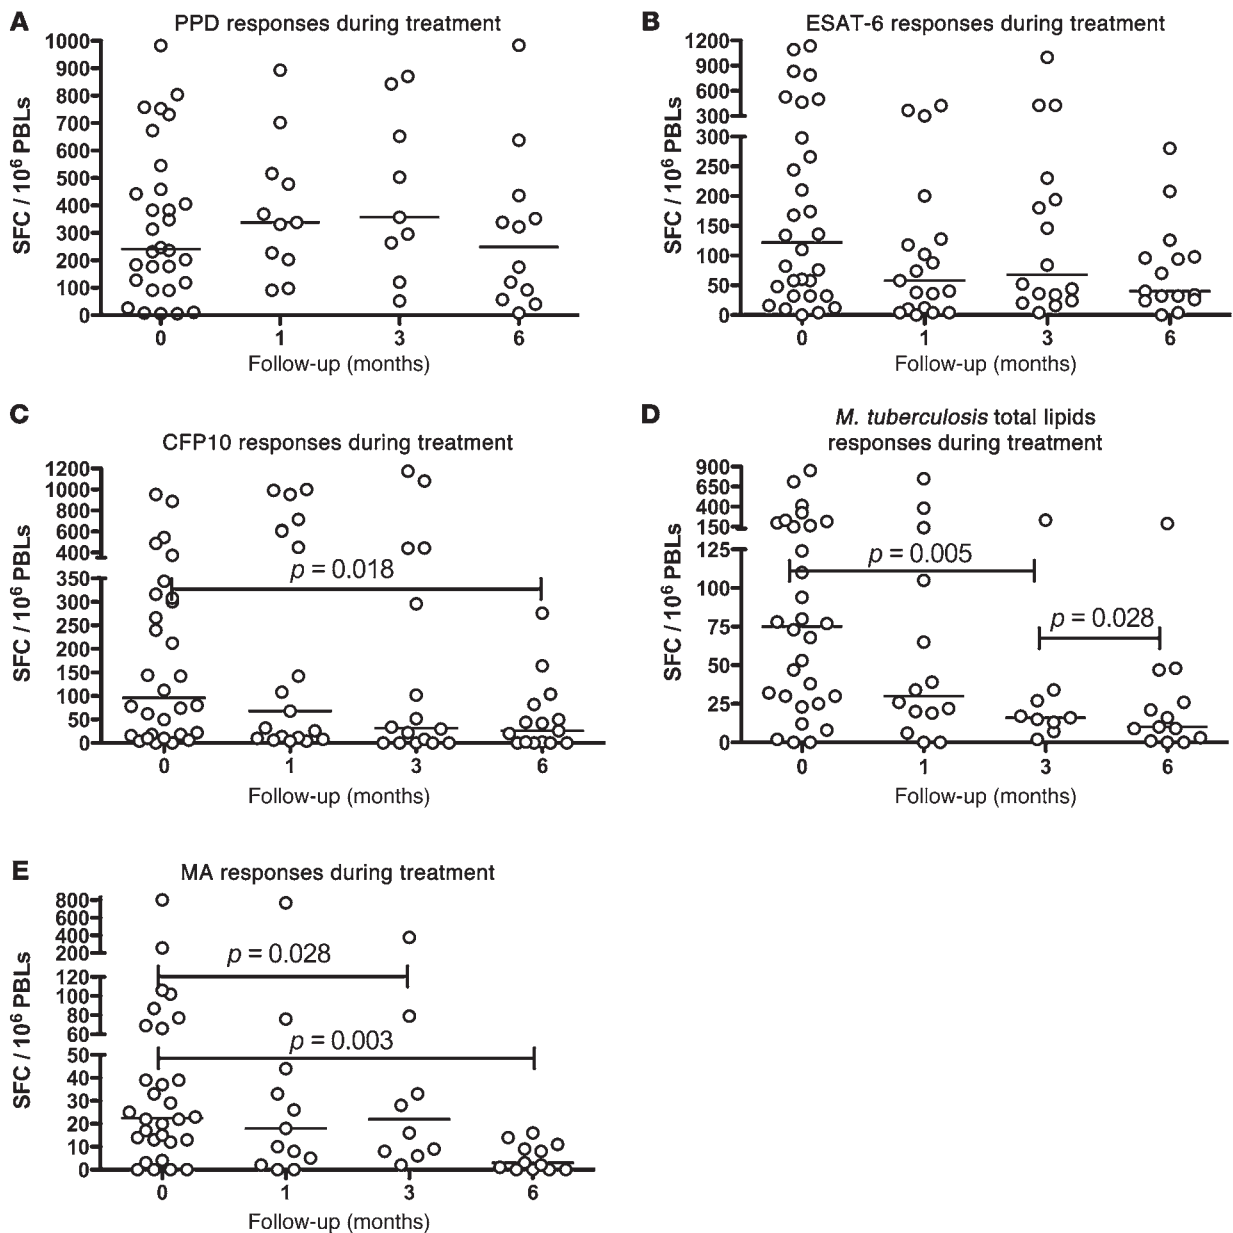 A
PPD responses during treatment
1000
900
800
700
600
500
400
300
200
100
0
SFC / 10⁶ PBLs
0 1 3 6
Follow-up (months)
B
ESAT-6 responses during treatment
1200
900
600
300
300
200
150
100
50
0
SFC / 10⁶ PBLs
0 1 3 6
Follow-up (months)
C
CFP10 responses during treatment
1200
1000
800
600
400
350
300
250
200
150
100
50
0
SFC / 10⁶ PBLs
p = 0.018
0 1 3 6
Follow-up (months)
D
M. tuberculosis total lipids
responses during treatment
900
650
400
150
125
100
75
50
25
0
SFC / 10⁶ PBLs
p = 0.005
p = 0.028
0 1 3 6
Follow-up (months)
E
MA responses during treatment
800
600
400
200
120
100
80
60
50
40
30
20
10
0
SFC / 10⁶ PBLs
p = 0.028
p = 0.003
0 1 3 6
Follow-up (months)